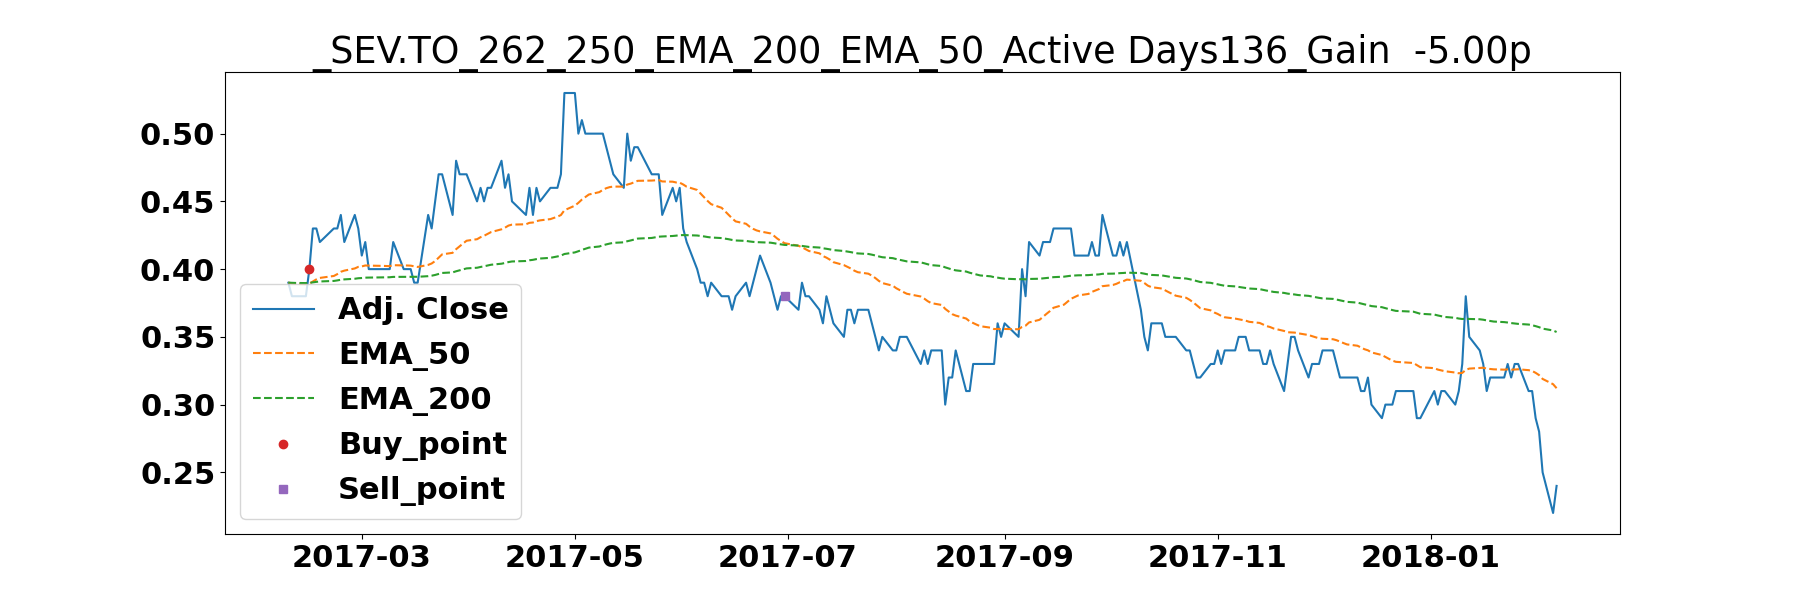 _SEV.TO_262_250_EMA_200_EMA_50_Active Days136_Gain  -5.00p
0.50
0.45
0.40
0.35
0.30
0.25
Adj. Close
EMA_50
EMA_200
Buy_point
Sell_point
2017-03 2017-05 2017-07 2017-09 2017-11 2018-01